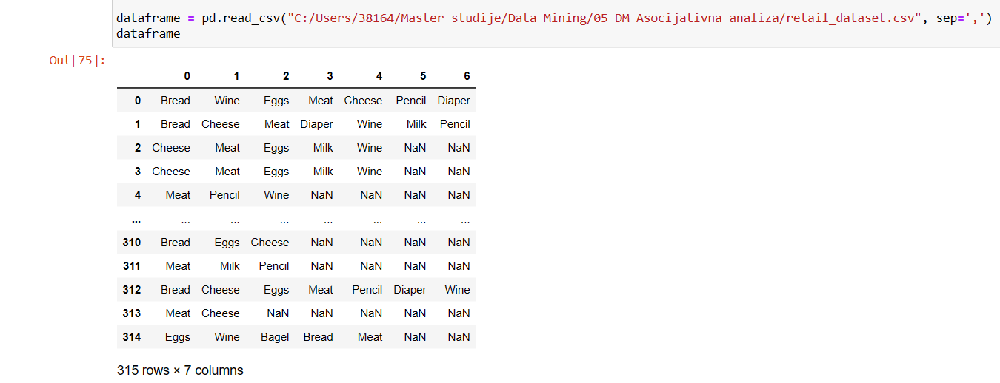 dataframe = pd.read_csv("C:/Users/38164/Master studije/Data Mining/05 DM Asocijativna analiza/retail_dataset.csv", sep=',')
dataframe
Out[75]:
0 1 2 3 4 5 6
0 Bread Wine Eggs Meat Cheese Pencil Diaper
1 Bread Cheese Meat Diaper Wine Milk Pencil
2 Cheese Meat Eggs Milk Wine NaN NaN
3 Cheese Meat Eggs Milk Wine NaN NaN
4 Meat Pencil Wine NaN NaN NaN NaN
... ... ... ... ... ... ... ...
310 Bread Eggs Cheese NaN NaN NaN NaN
311 Meat Milk Pencil NaN NaN NaN NaN
312 Bread Cheese Eggs Meat Pencil Diaper Wine
313 Meat Cheese NaN NaN NaN NaN NaN
314 Eggs Wine Bagel Bread Meat NaN NaN
315 rows × 7 columns